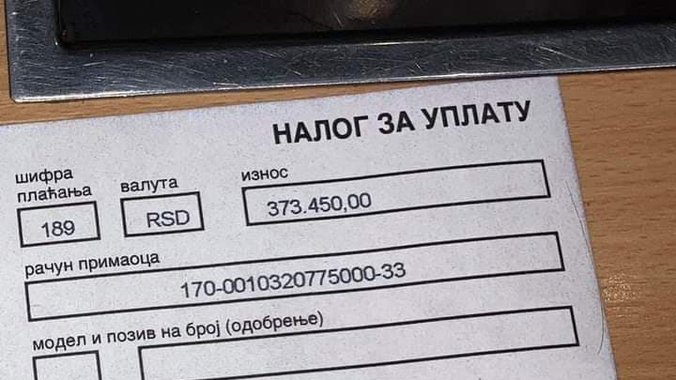 НАЛОГ ЗА УПЛАТУ
шифра плаћања валута износ
189 RSD 373.450,00
рачун примаоца
170-0010320775000-33
модел и позив на број (одобрење)